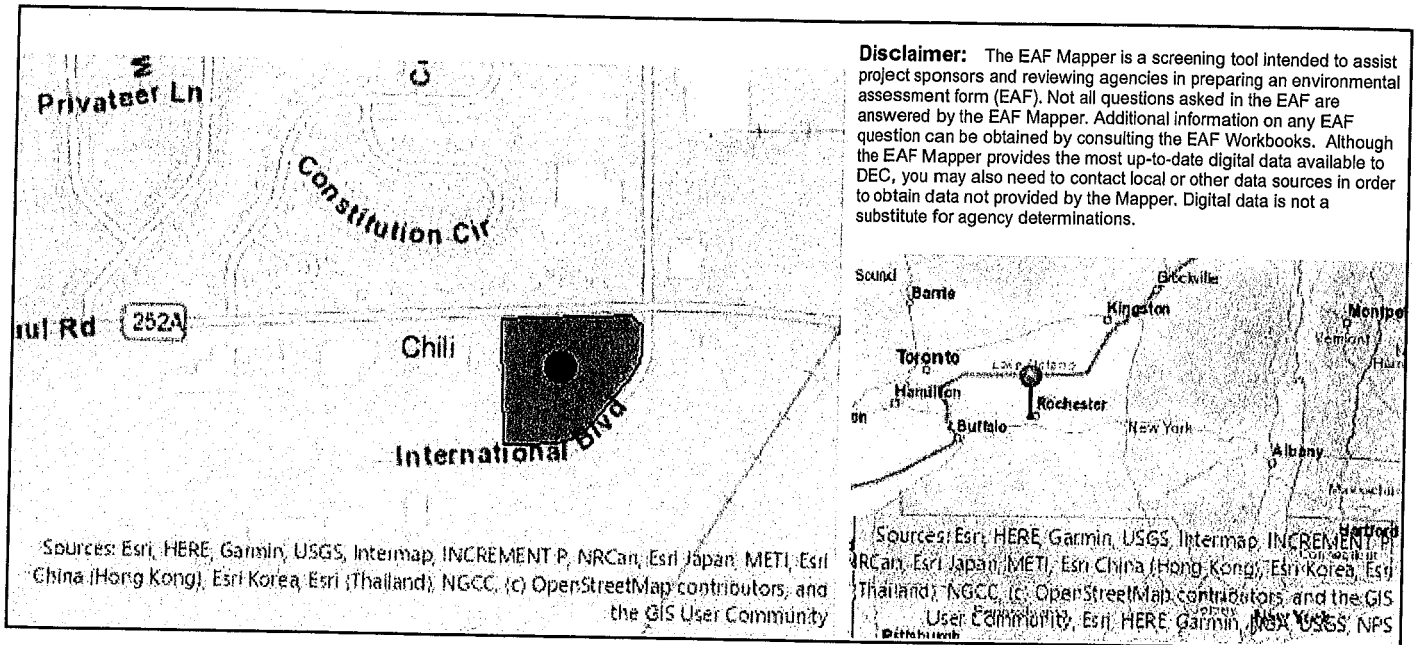 Privateer Ln
Constitution Cir
252A
Chili
International Blvd
Sources: Esri, HERE, Garmin, USGS, Intermap, INCREMENT P, NRCan, Esri Japan, METI, Esri
China (Hong Kong), Esri Korea, Esri (Thailand), NGCC, (c) OpenStreetMap contributors, and
the GIS User Community
Disclaimer: The EAF Mapper is a screening tool intended to assist
project sponsors and reviewing agencies in preparing an environmental
assessment form (EAF). Not all questions asked in the EAF are
answered by the EAF Mapper. Additional information on any EAF
question can be obtained by consulting the EAF Workbooks. Although
the EAF Mapper provides the most up-to-date digital data available to
DEC, you may also need to contact local or other data sources in order
to obtain data not provided by the Mapper. Digital data is not a
substitute for agency determinations.
Sound
Barrie
Kingston
Toronto
Hamilton
Rochester
Buffalo
New York
Albany
Vermont
Hartford
Sources: Esri, HERE, Garmin, USGS, Intermap, INCREMENT P,
NRCan, Esri Japan, METI, Esri China (Hong Kong), Esri Korea, Esri
(Thailand), NGCC, (c) OpenStreetMap contributors, and the GIS
User Community, Esri, HERE, Garmin, USGS, NPS
Pittsburgh